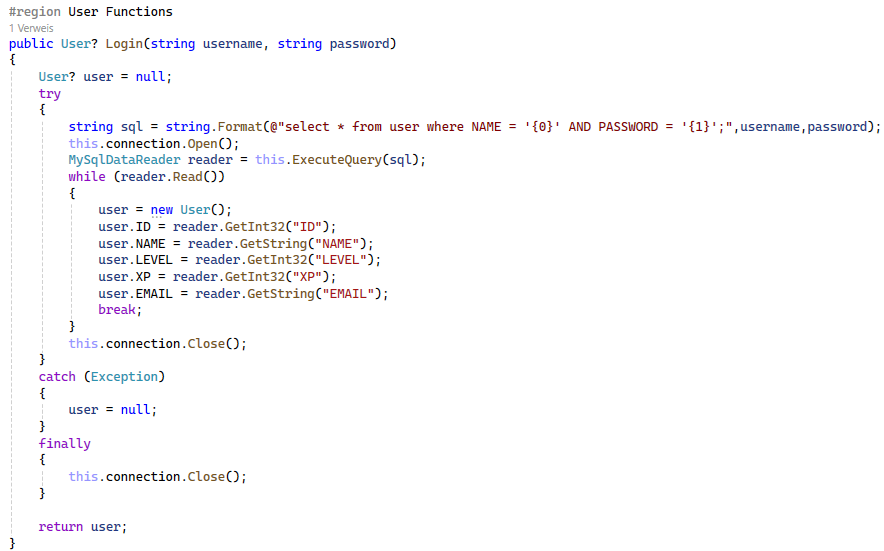 #region User Functions
1 Verweis
public User? Login(string username, string password)
{
    User? user = null;
    try
    {
        string sql = string.Format(@"select * from user where NAME = '{0}' AND PASSWORD = '{1}';",username,password);
        this.connection.Open();
        MySqlDataReader reader = this.ExecuteQuery(sql);
        while (reader.Read())
        {
            user = new User();
            user.ID = reader.GetInt32("ID");
            user.NAME = reader.GetString("NAME");
            user.LEVEL = reader.GetInt32("LEVEL");
            user.XP = reader.GetInt32("XP");
            user.EMAIL = reader.GetString("EMAIL");
            break;
        }
        this.connection.Close();
    }
    catch (Exception)
    {
        user = null;
    }
    finally
    {
        this.connection.Close();
    }

    return user;
}